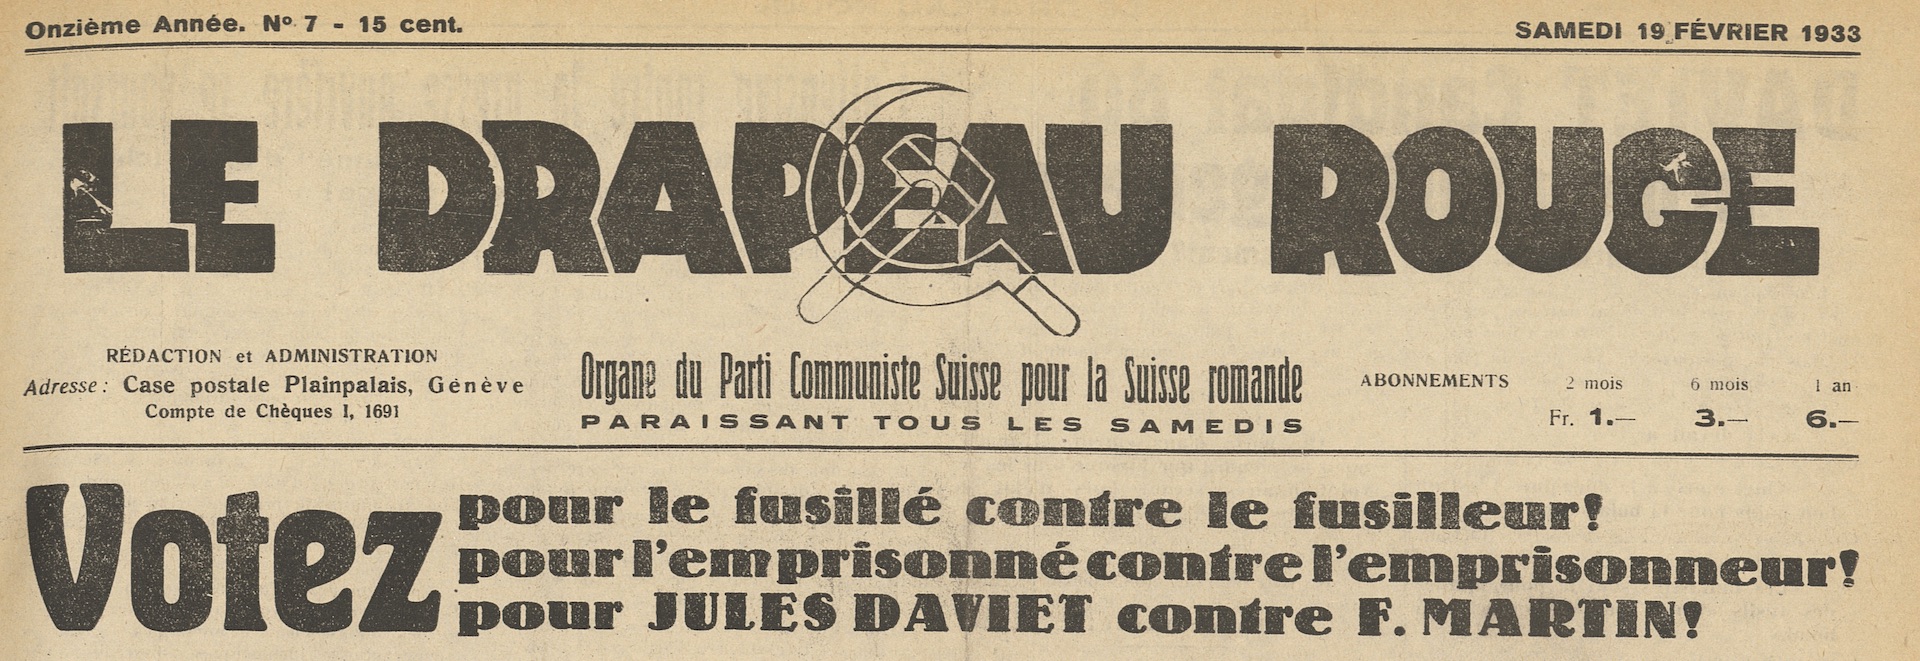 Onzième Année. Nº 7 - 15 cent.
SAMEDI 19 FÉVRIER 1933
LE DRAPEAU ROUGE
RÉDACTION et ADMINISTRATION
Adresse : Case postale Plainpalais, Genève
Compte de Chèques I, 1691
Organe du Parti Communiste Suisse pour la Suisse romande
PARAISSANT TOUS LES SAMEDIS
ABONNEMENTS 2 mois 6 mois 1 an
Fr. 1.— 3.— 6.—
Votez pour le fusillé contre le fusilleur!
pour l'emprisonné contre l'emprisonneur!
pour JULES DAVIET contre F. MARTIN!